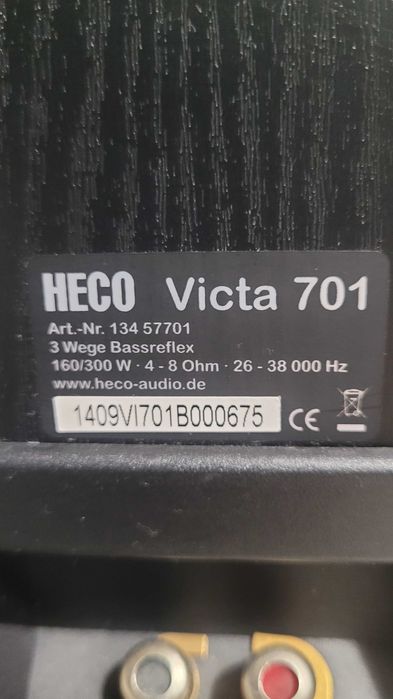 HECO Victa 701
Art.-Nr. 134 57701
3 Wege Bassreflex
160/300 W · 4 - 8 Ohm · 26 - 38 000 Hz
www.heco-audio.de
1409VI701B000675 CE